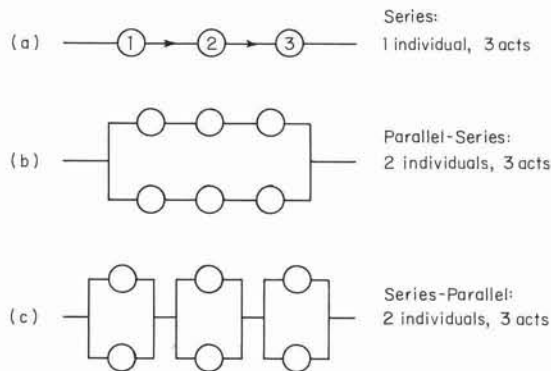 Series:
(a) 1 2 3 1 individual, 3 acts
Parallel-Series:
(b) 2 individuals, 3 acts
Series-Parallel:
(c) 2 individuals, 3 acts